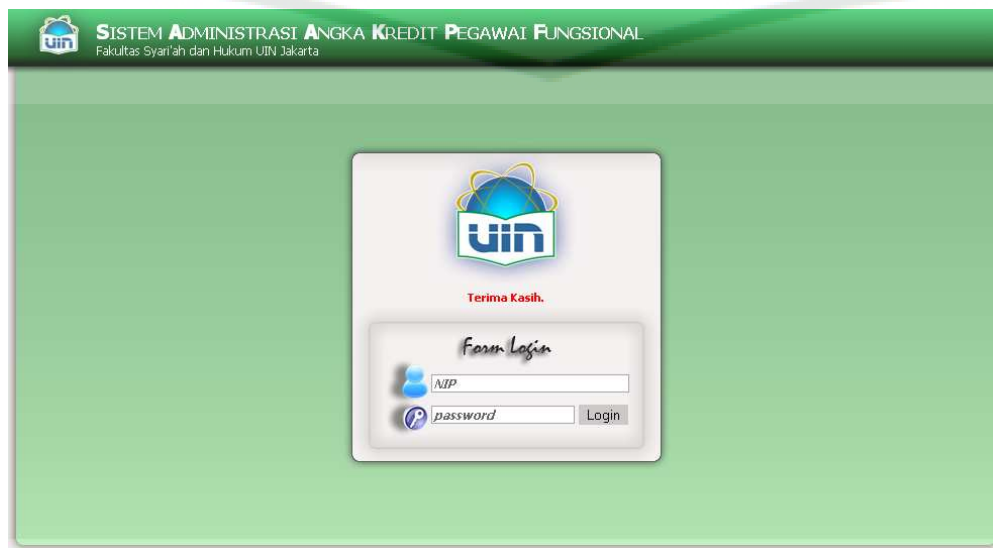 uin
SISTEM ADMINISTRASI ANGKA KREDIT PEGAWAI FUNGSIONAL
Fakultas Syari'ah dan Hukum UIN Jakarta
uin
Terima Kasih.
Form Login
NIP
password
Login